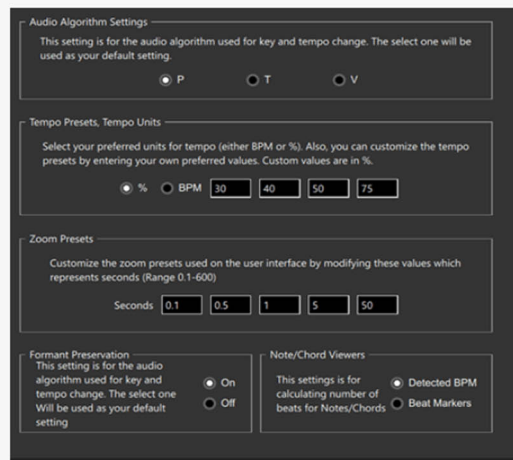 Audio Algorithm Settings
This setting is for the audio algorithm used for key and tempo change. The select one will be
used as your default setting.
P T V
Tempo Presets, Tempo Units
Select your preferred units for tempo (either BPM or %). Also, you can customize the tempo
presets by entering your own preferred values. Custom values are in %.
% BPM 30 40 50 75
Zoom Presets
Customize the zoom presets used on the user interface by modifying these values which
represents seconds (Range 0.1-600)
Seconds 0.1 0.5 1 5 50
Formant Preservation
This setting is for the audio
algorithm used for key and
tempo change. The select one
Will be used as your default
setting
On
Off
Note/Chord Viewers
This settings is for
calculating number of
beats for Notes/Chords
Detected BPM
Beat Markers